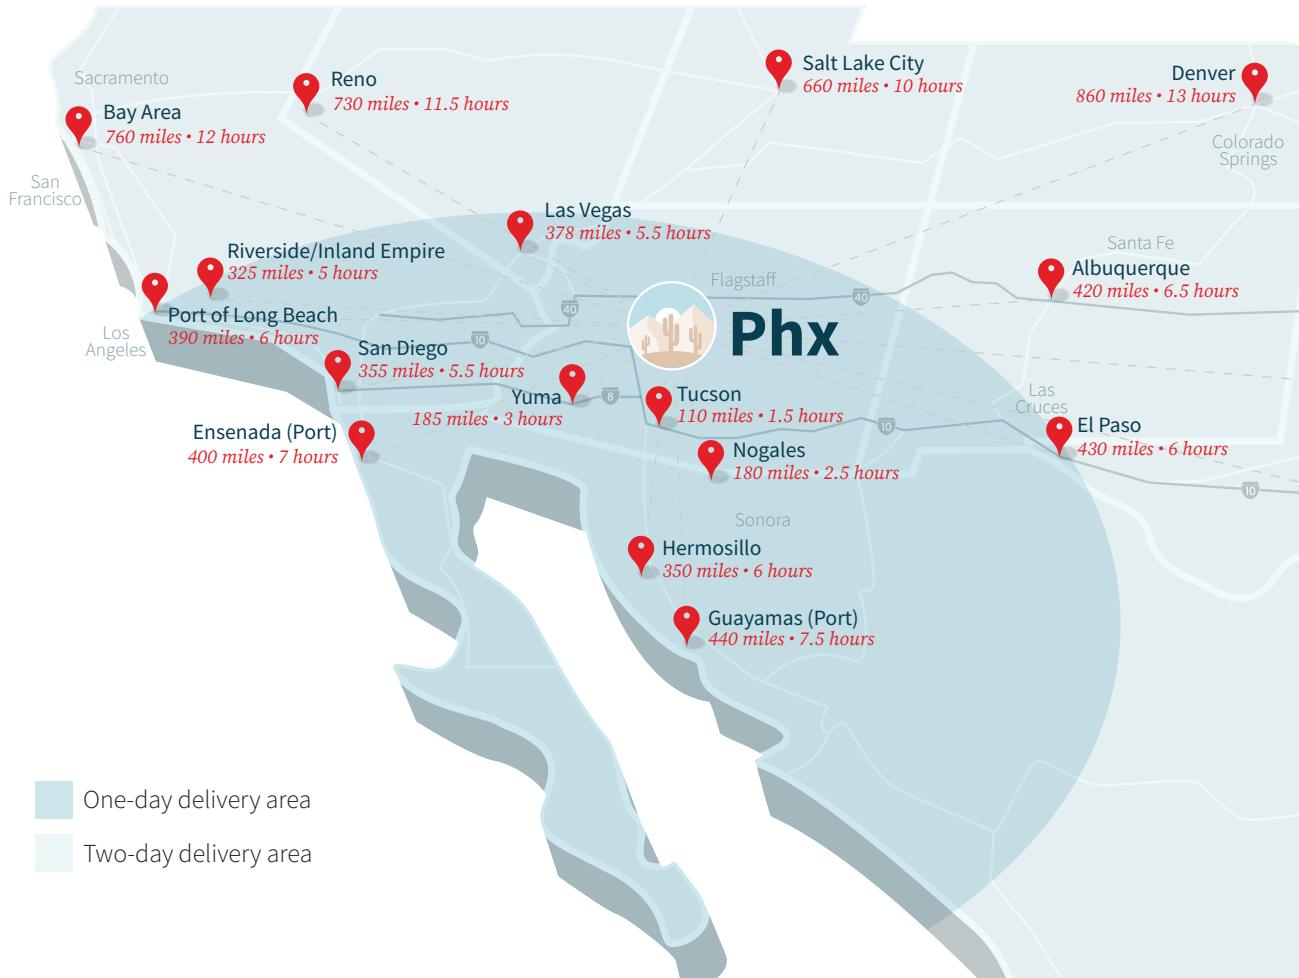 Sacramento
Bay Area
760 miles • 12 hours
San
Francisco
Reno
730 miles • 11.5 hours
Salt Lake City
660 miles • 10 hours
Denver
860 miles • 13 hours
Colorado
Springs
Las Vegas
378 miles • 5.5 hours
Riverside/Inland Empire
325 miles • 5 hours
Port of Long Beach
390 miles • 6 hours
Los
Angeles
Flagstaff
40
40
Santa Fe
Albuquerque
420 miles • 6.5 hours
Phx
10
San Diego
355 miles • 5.5 hours
Yuma
185 miles • 3 hours
8
Tucson
110 miles • 1.5 hours
10
Las
Cruces
El Paso
430 miles • 6 hours
10
Ensenada (Port)
400 miles • 7 hours
Nogales
180 miles • 2.5 hours
Sonora
Hermosillo
350 miles • 6 hours
Guayamas (Port)
440 miles • 7.5 hours
One-day delivery area
Two-day delivery area